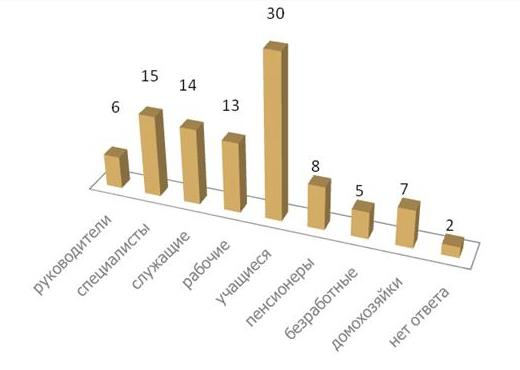 6
15
14
13
30
8
5
7
2
руководители
специалисты
служащие
рабочие
учащиеся
пенсионеры
безработные
домохозяйки
нет ответа